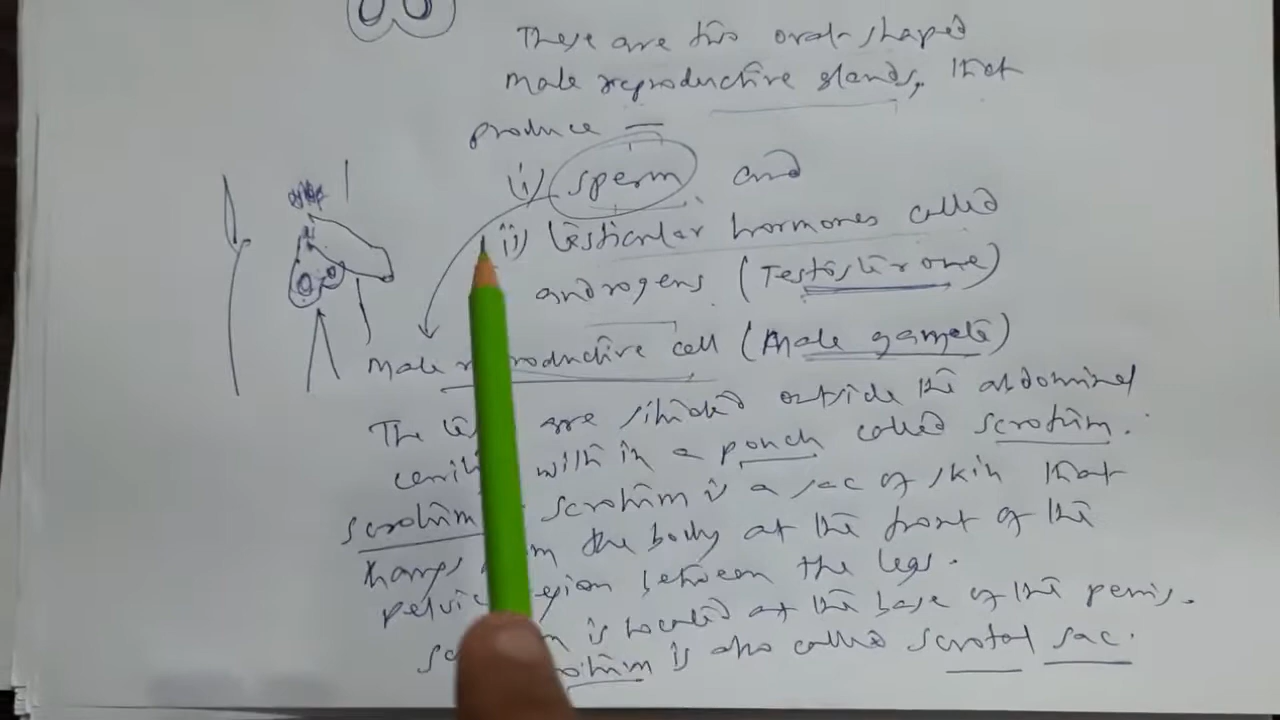 These are two oval-shaped
male reproductive glands, that
produce –
(i) sperm and
(ii) testicular hormones called
androgens (Testosterone)
Male reproductive cell (Male gamete)
The are situated outside the abdominal
with in a pouch called scrotum.
scrotum scrotum is a sac of skin that
hangs the body at the front of the
pelvic between the legs.
is located at the base of the penis.
is also called scrotal sac.